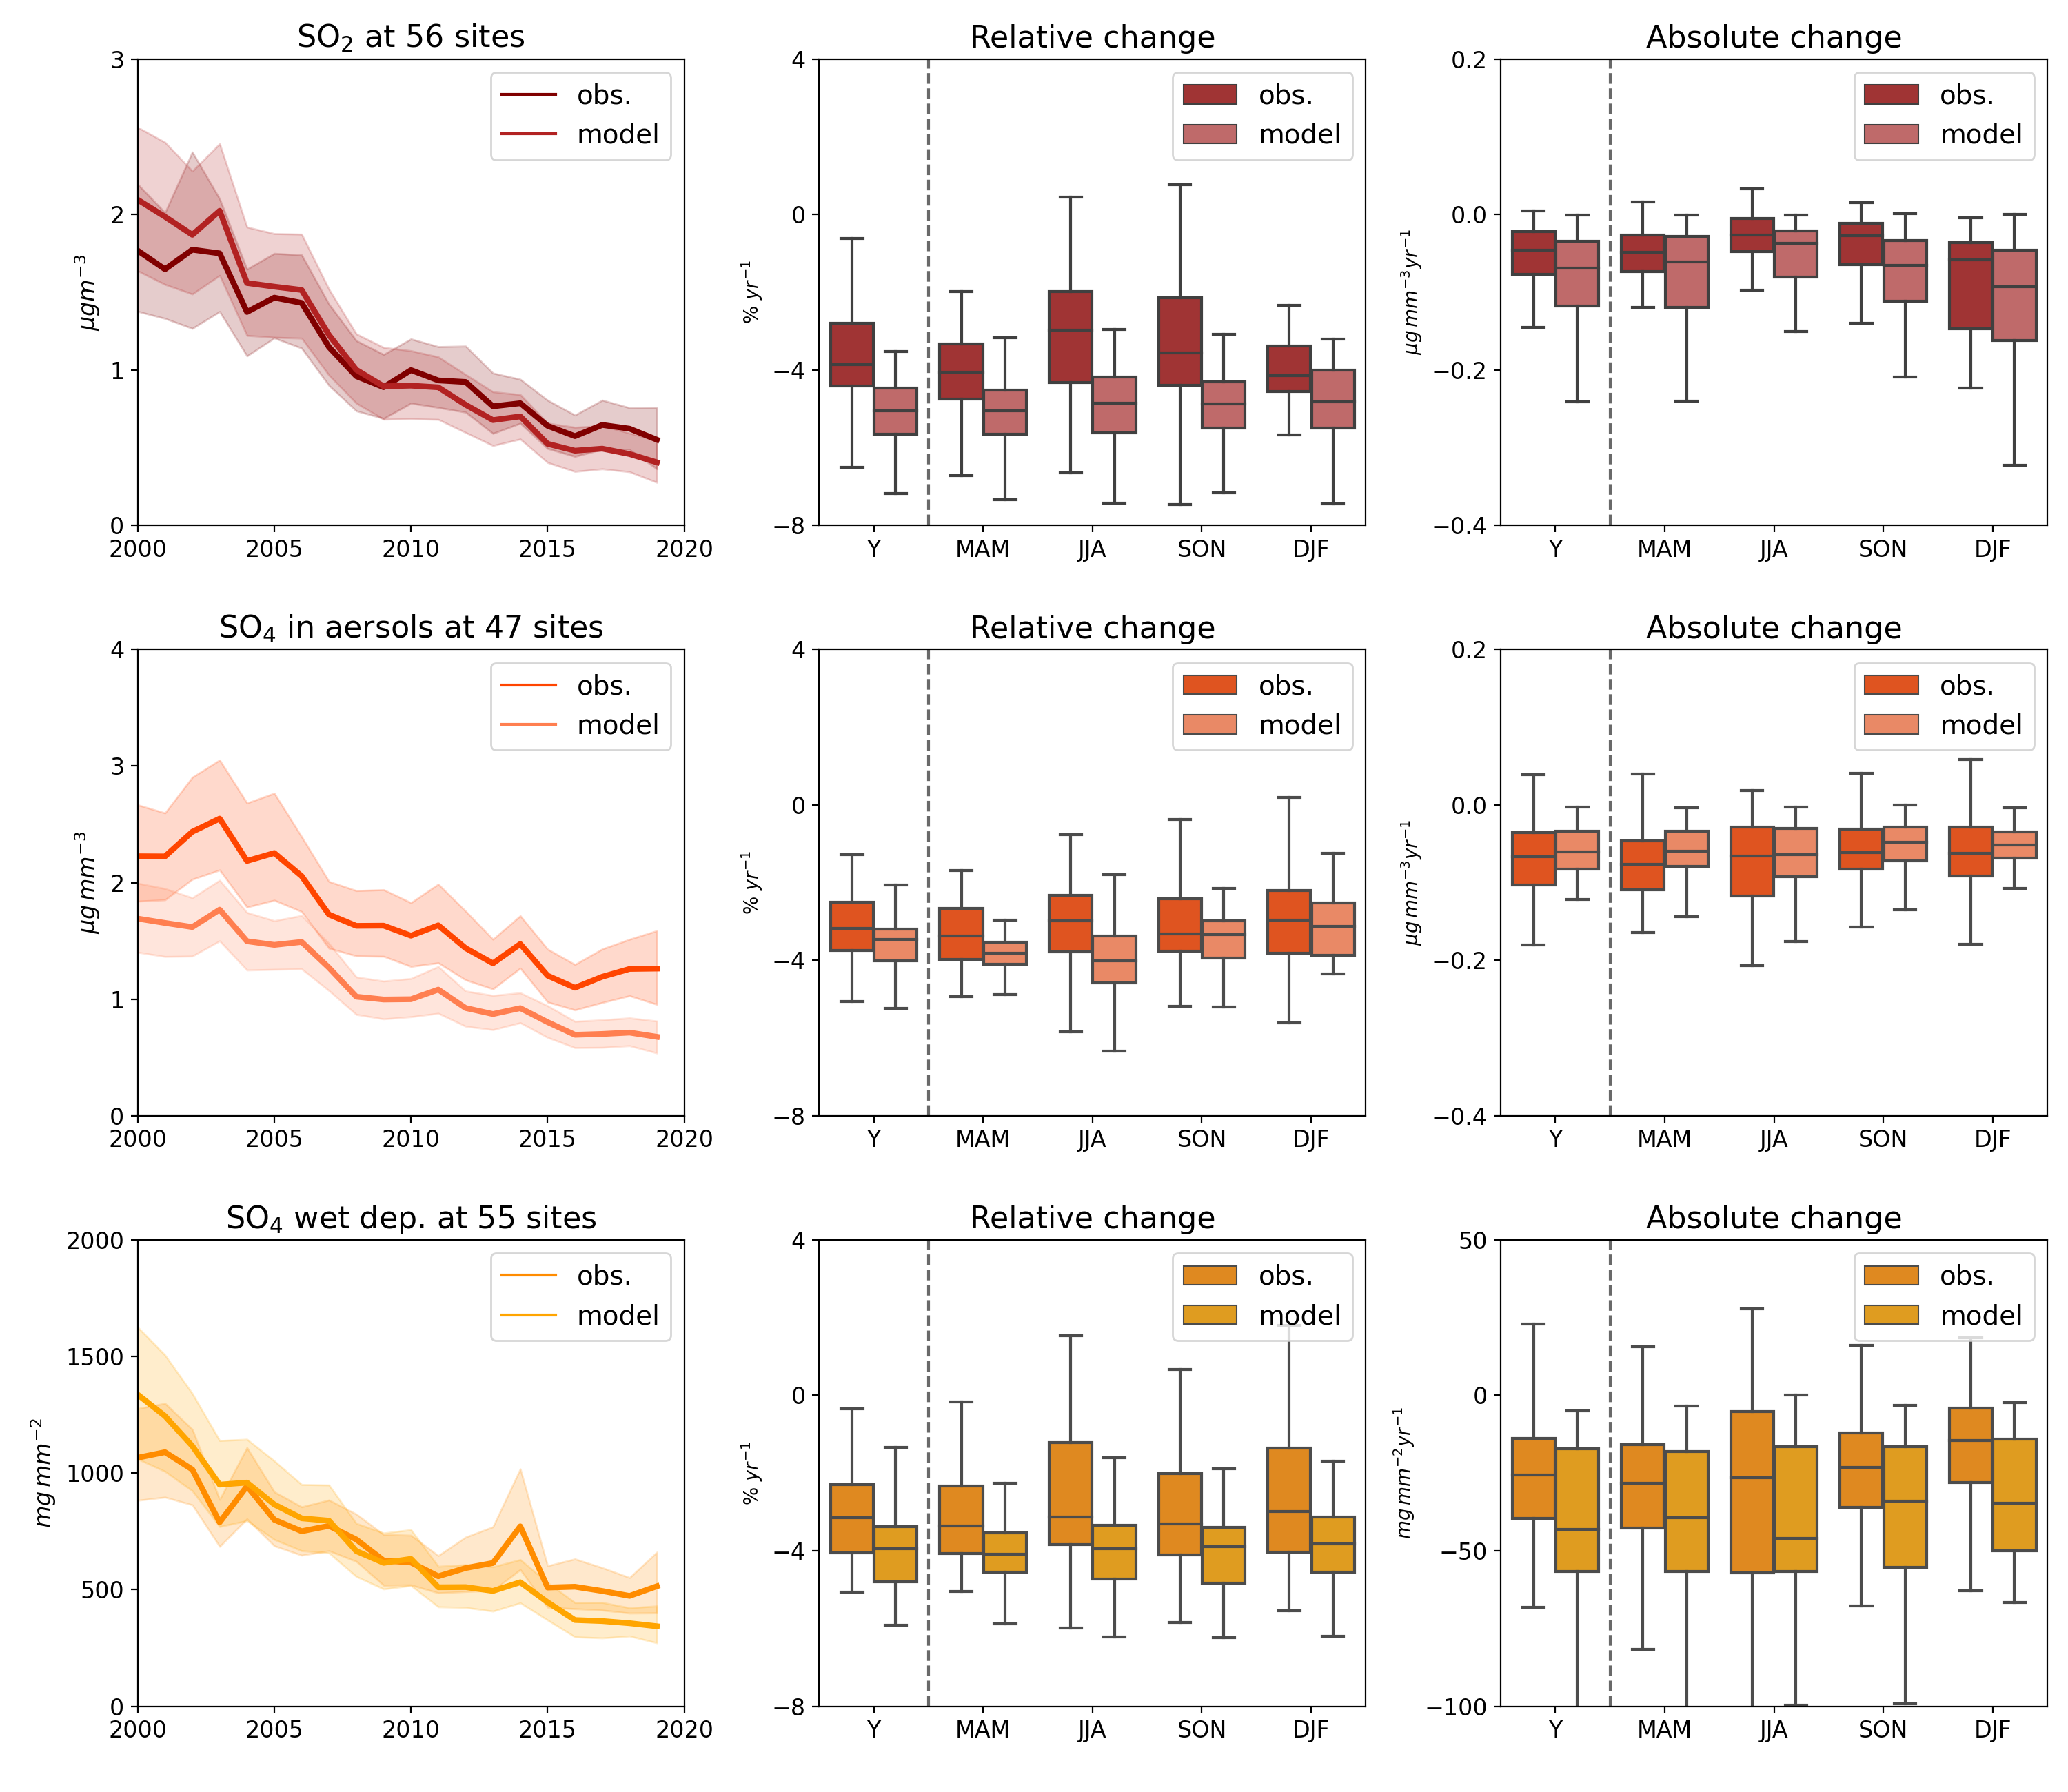 SO₂ at 56 sites
3
2
1
0
μgm⁻³
2000 2005 2010 2015 2020
obs.
model
Relative change
4
0
−4
−8
% yr⁻¹
Y MAM JJA SON DJF
obs.
model
Absolute change
0.2
0.0
−0.2
−0.4
μg mm⁻³yr⁻¹
Y MAM JJA SON DJF
obs.
model
SO₄ in aersols at 47 sites
4
3
2
1
0
μg mm⁻³
2000 2005 2010 2015 2020
obs.
model
Relative change
4
0
−4
−8
% yr⁻¹
Y MAM JJA SON DJF
obs.
model
Absolute change
0.2
0.0
−0.2
−0.4
μg mm⁻³yr⁻¹
Y MAM JJA SON DJF
obs.
model
SO₄ wet dep. at 55 sites
2000
1500
1000
500
0
mg mm⁻²
2000 2005 2010 2015 2020
obs.
model
Relative change
4
0
−4
−8
% yr⁻¹
Y MAM JJA SON DJF
obs.
model
Absolute change
50
0
−50
−100
mg mm⁻²yr⁻¹
Y MAM JJA SON DJF
obs.
model